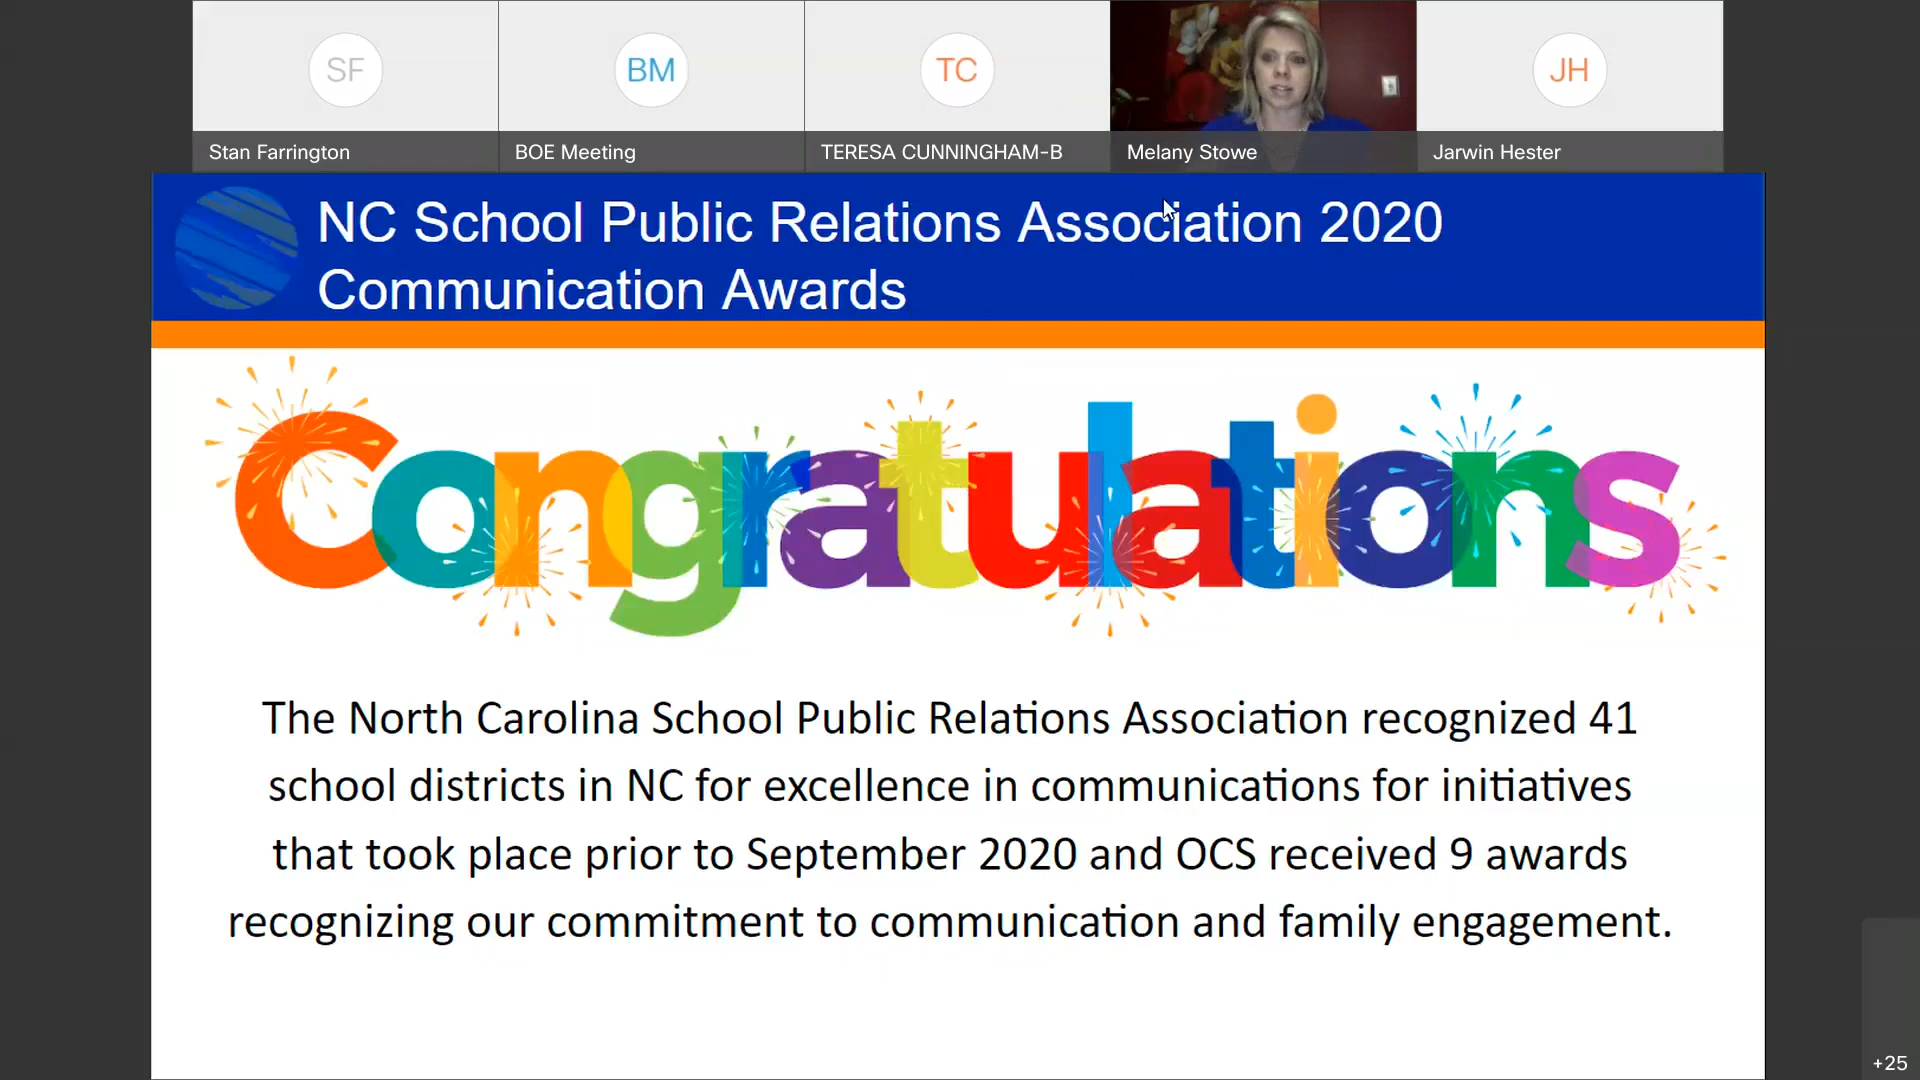 SF
BM
TC
JH
Stan Farrington
BOE Meeting
TERESA CUNNINGHAM-B
Melany Stowe
Jarwin Hester
NC School Public Relations Association 2020
Communication Awards
Congratulations
The North Carolina School Public Relations Association recognized 41
school districts in NC for excellence in communications for initiatives
that took place prior to September 2020 and OCS received 9 awards
recognizing our commitment to communication and family engagement.
+25